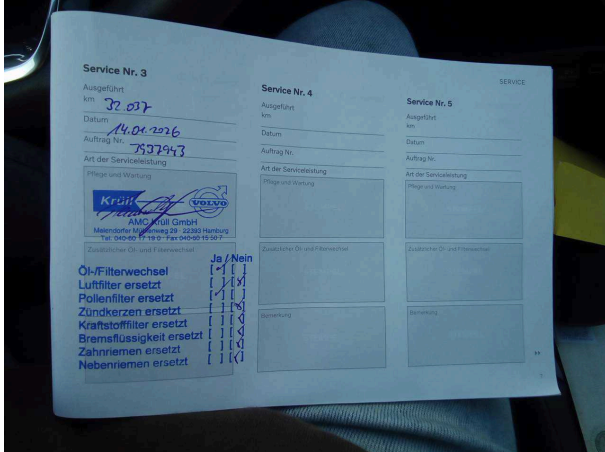 SERVICE
Service Nr. 3
Ausgeführt
km 32.037
Datum 14.01.2026
Auftrag Nr. 7937943
Art der Serviceleistung
Pflege und Wartung
Krüll VOLVO
AMC Krüll GmbH
Meiendorfer Mühlenweg 29 - 22393 Hamburg
Zusätzlicher Öl- und Filterwechsel
Ja / Nein
Öl-/Filterwechsel [✓] [ ]
Luftfilter ersetzt [ ] [x]
Pollenfilter ersetzt [✓] [ ]
Zündkerzen ersetzt [ ] [x]
Kraftstofffilter ersetzt [ ] [x]
Bremsflüssigkeit ersetzt [ ] [x]
Zahnriemen ersetzt [ ] [x]
Nebenriemen ersetzt [ ] [x]
Service Nr. 4
Ausgeführt
km
Datum
Auftrag Nr.
Art der Serviceleistung
Pflege und Wartung
Zusätzlicher Öl- und Filterwechsel
Bemerkung
Service Nr. 5
Ausgeführt
km
Datum
Auftrag Nr.
Art der Serviceleistung
Pflege und Wartung
Zusätzlicher Öl- und Filterwechsel
Bemerkung